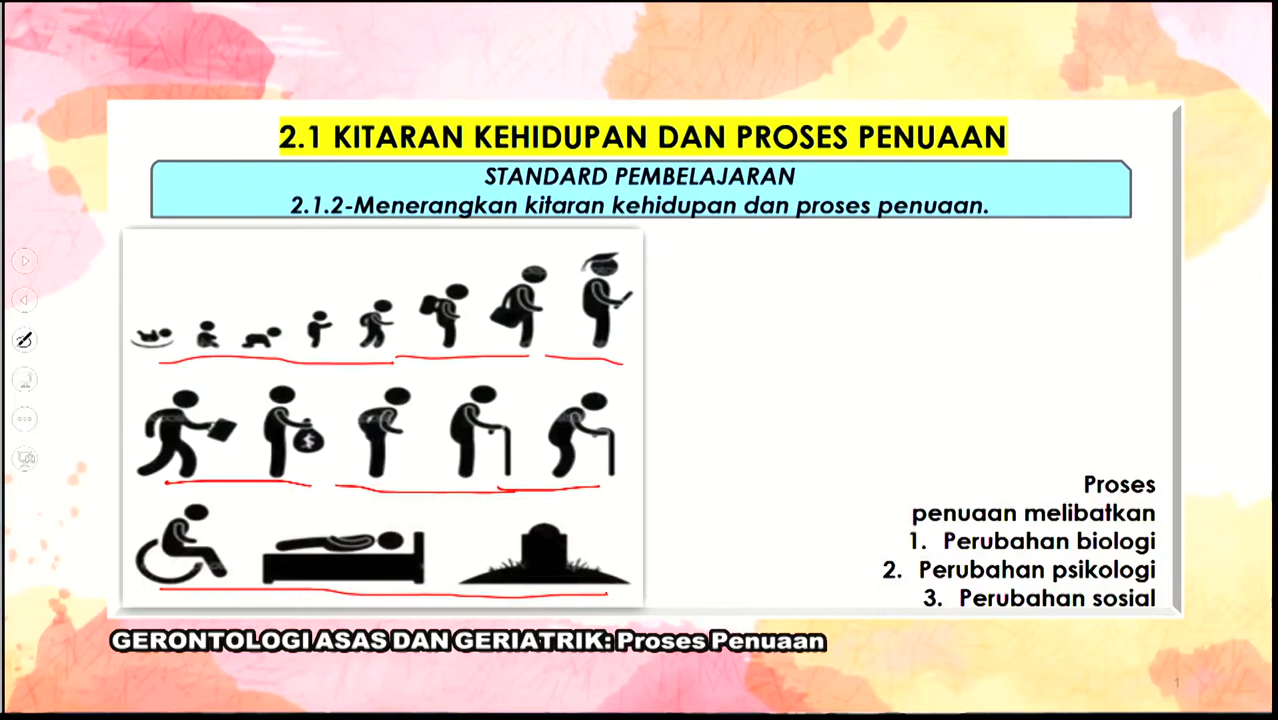 2.1 KITARAN KEHIDUPAN DAN PROSES PENUAAN
STANDARD PEMBELAJARAN
2.1.2-Menerangkan kitaran kehidupan dan proses penuaan.
$
Proses
penuaan melibatkan
1. Perubahan biologi
2. Perubahan psikologi
3. Perubahan sosial
GERONTOLOGI ASAS DAN GERIATRIK: Proses Penuaan
1